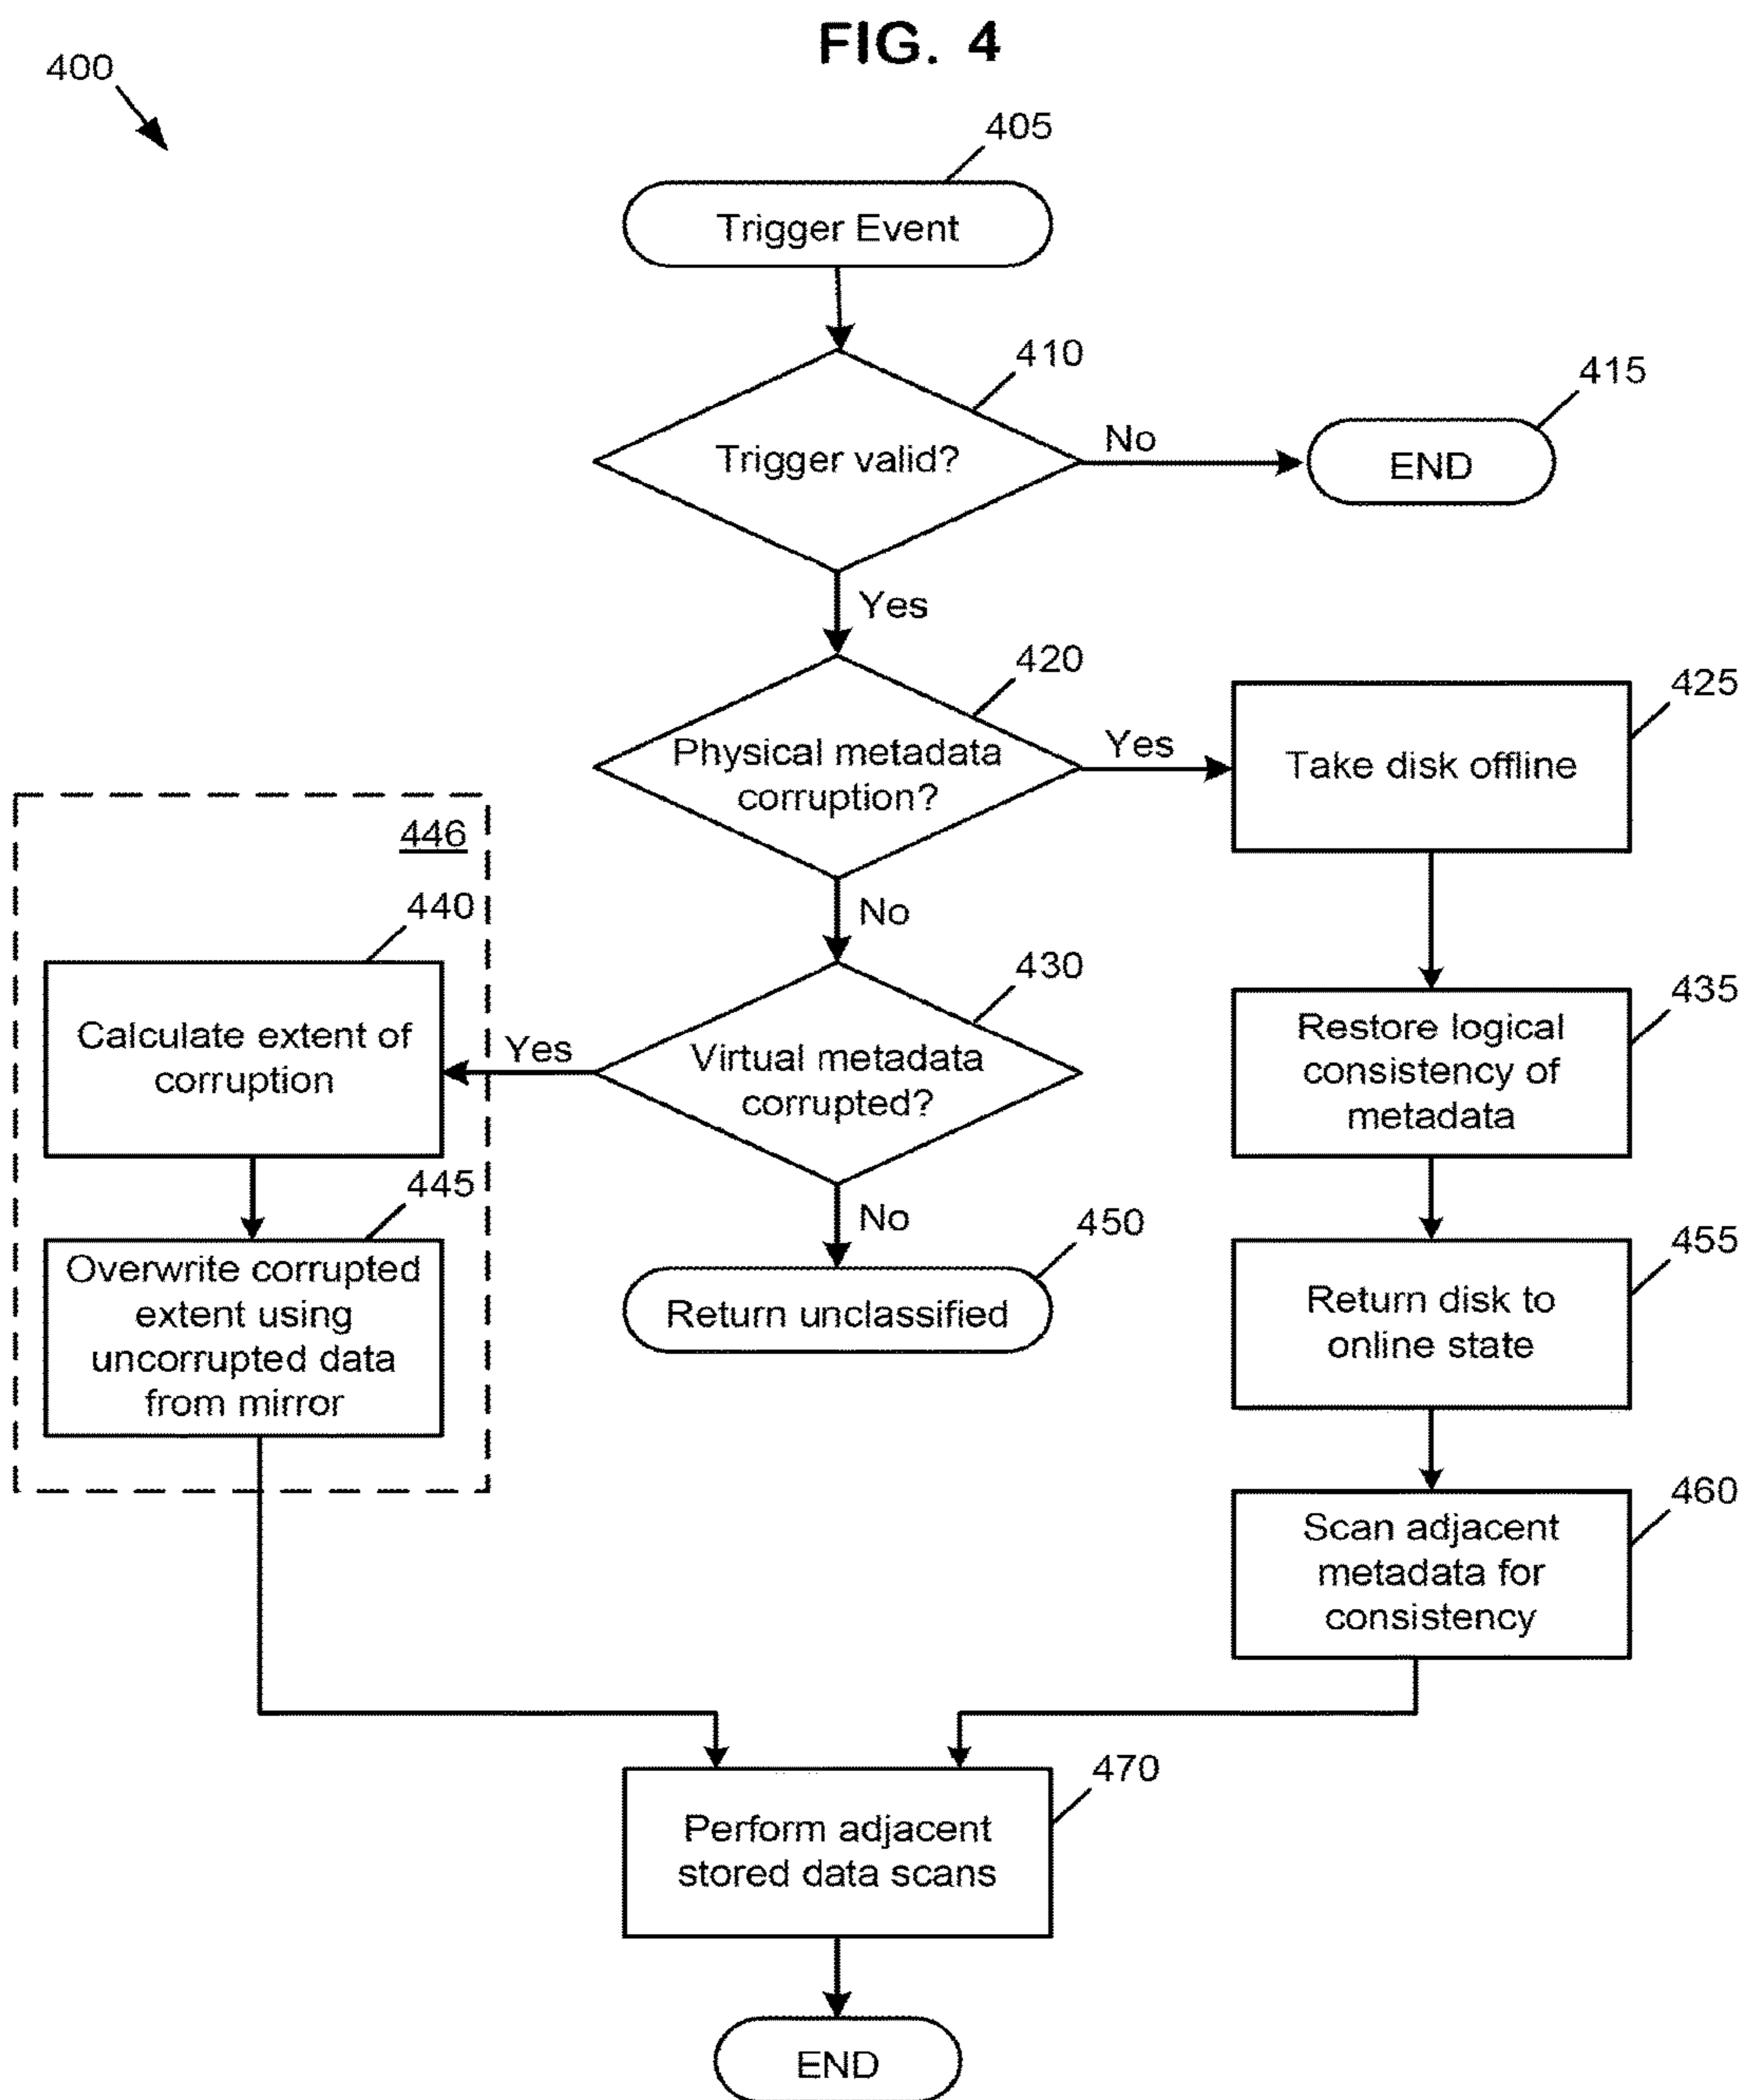 FIG. 4
400
405
Trigger Event
410
Trigger valid?
No
415
END
Yes
420
Physical metadata
corruption?
Yes
425
Take disk offline
446
440
Calculate extent of
corruption
No
430
Virtual metadata
corrupted?
Yes
435
Restore logical
consistency of
metadata
445
Overwrite corrupted
extent using
uncorrupted data
from mirror
No
450
Return unclassified
455
Return disk to
online state
460
Scan adjacent
metadata for
consistency
470
Perform adjacent
stored data scans
END